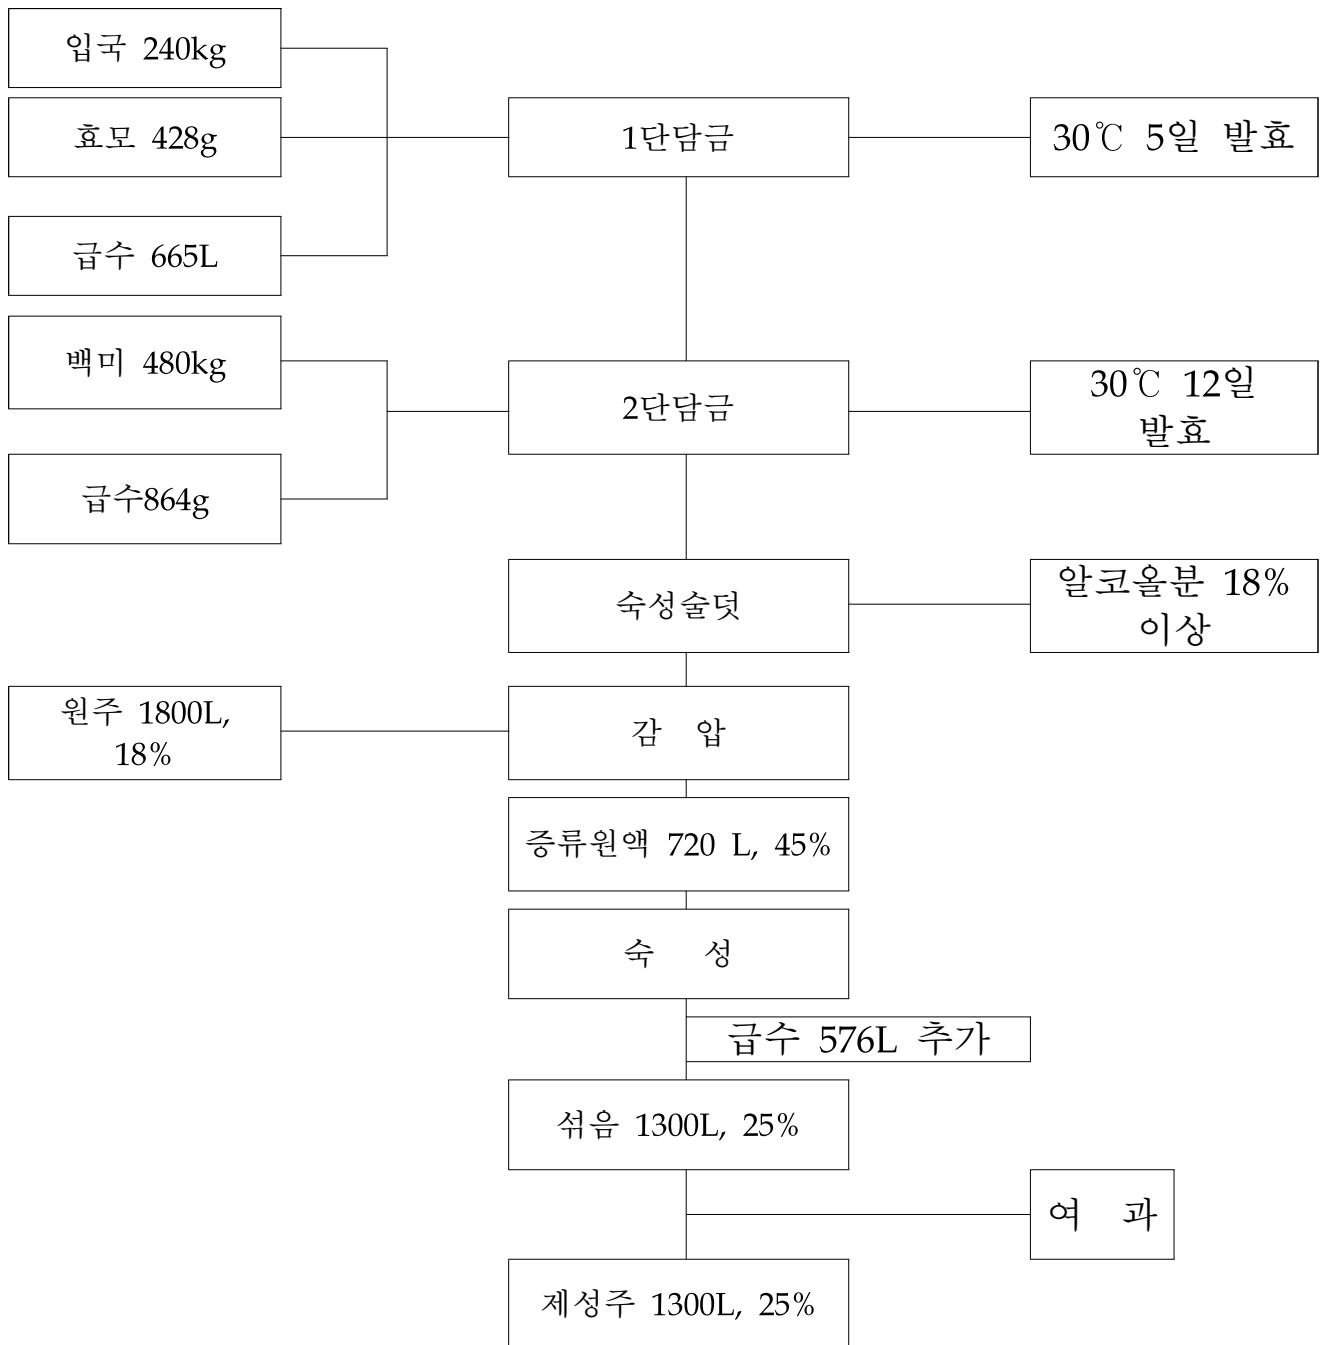 입국 240kg
효모 428g
1단담금
30℃ 5일 발효
급수 665L
백미 480kg
2단담금
30℃ 12일
발효
급수864g
숙성술덧
알코올분 18%
이상
원주 1800L,
18%
감 압
증류원액 720 L, 45%
숙 성
급수 576L 추가
섞음 1300L, 25%
여 과
제성주 1300L, 25%